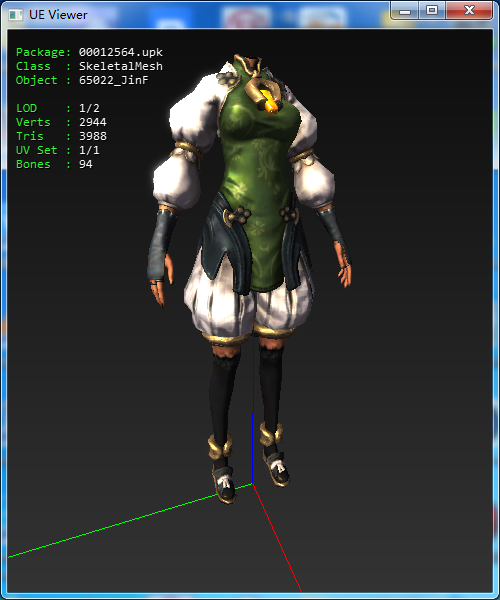 UE Viewer
Package: 00012564.upk
Class  : SkeletalMesh
Object : 65022_JinF
LOD    : 1/2
Verts  : 2944
Tris   : 3988
UV Set : 1/1
Bones  : 94